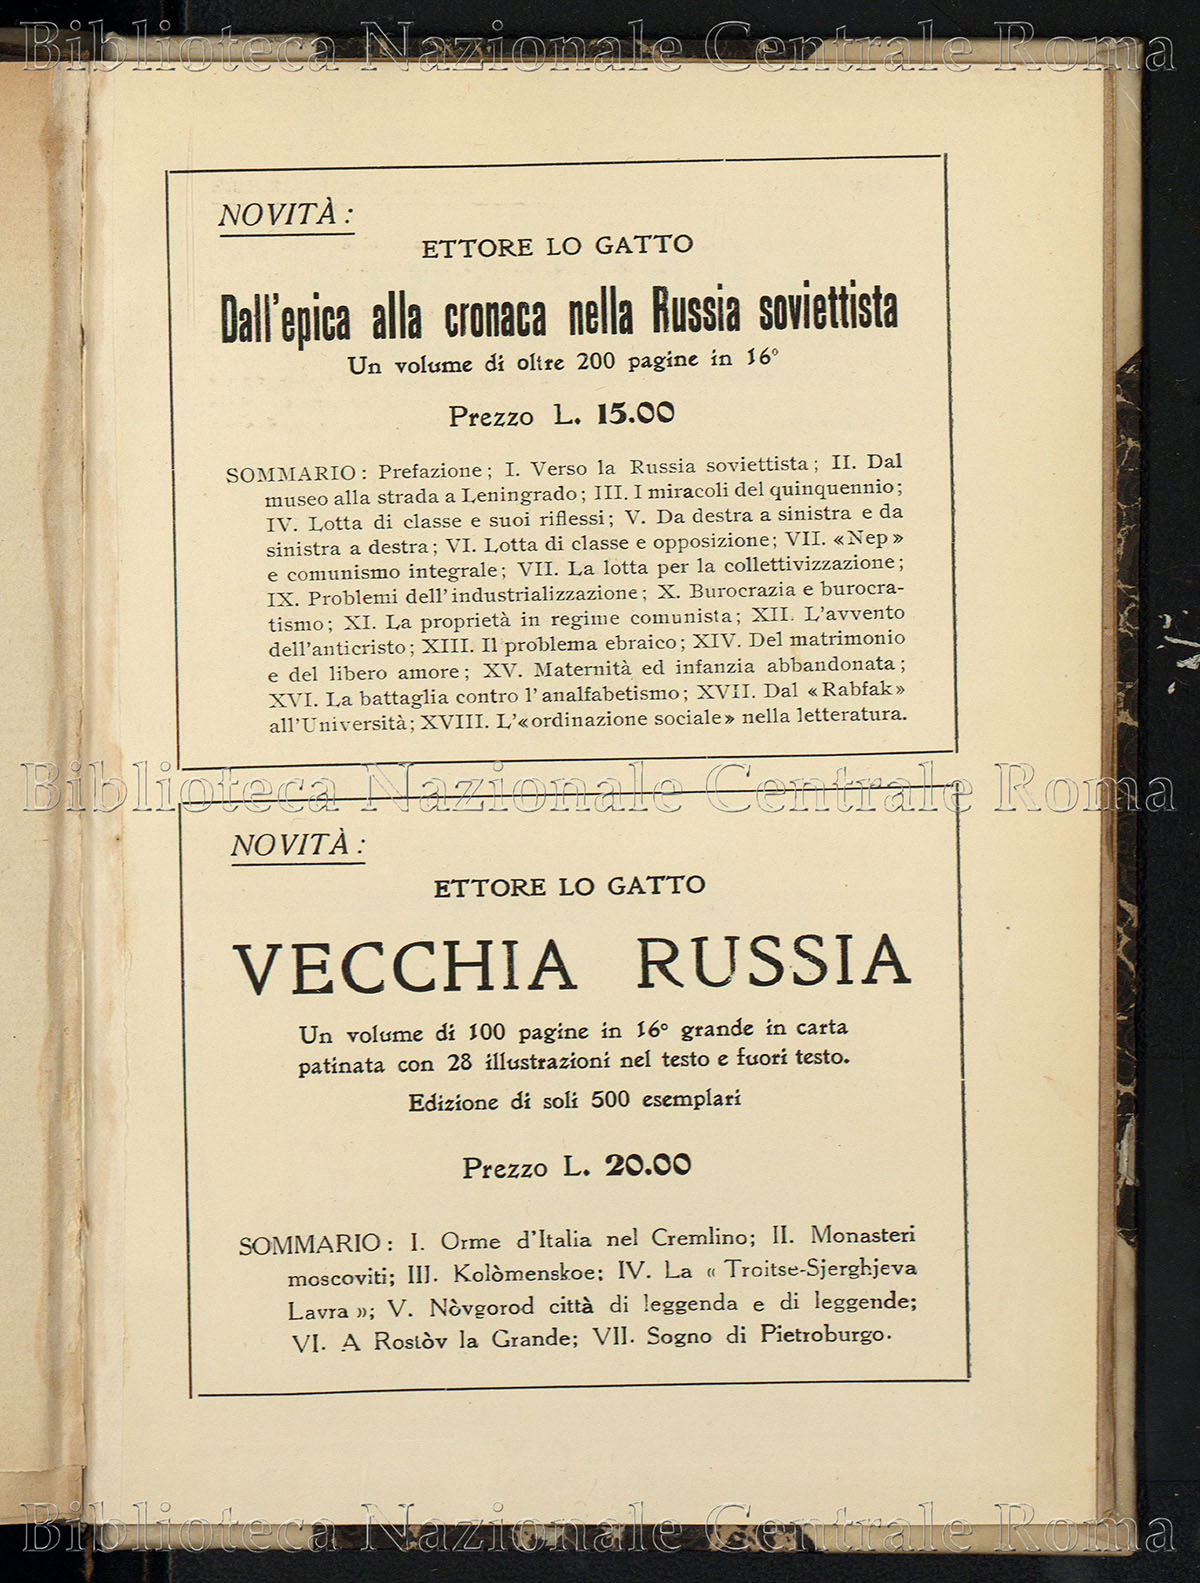 Biblioteca Nazionale Centrale Roma
NOVITÀ:
ETTORE LO GATTO
Dall'epica alla cronaca nella Russia soviettista
Un volume di oltre 200 pagine in 16°
Prezzo L. 15.00
SOMMARIO: Prefazione; I. Verso la Russia soviettista; II. Dal
museo alla strada a Leningrado; III. I miracoli del quinquennio;
IV. Lotta di classe e suoi riflessi; V. Da destra a sinistra e da
sinistra a destra; VI. Lotta di classe e opposizione; VII. «Nep»
e comunismo integrale; VII. La lotta per la collettivizzazione;
IX. Problemi dell'industrializzazione; X. Burocrazia e burocra-
tismo; XI. La proprietà in regime comunista; XII. L'avvento
dell'anticristo; XIII. Il problema ebraico; XIV. Del matrimonio
e del libero amore; XV. Maternità ed infanzia abbandonata;
XVI. La battaglia contro l'analfabetismo; XVII. Dal «Rabfak»
all'Università; XVIII. L'«ordinazione sociale» nella letteratura.
Biblioteca Nazionale Centrale Roma
NOVITÀ:
ETTORE LO GATTO
VECCHIA RUSSIA
Un volume di 100 pagine in 16° grande in carta
patinata con 28 illustrazioni nel testo e fuori testo.
Edizione di soli 500 esemplari
Prezzo L. 20.00
SOMMARIO: I. Orme d'Italia nel Cremlino; II. Monasteri
moscoviti; III. Kolòmenskoe; IV. La « Troitse-Sjerghjeva
Lavra »; V. Nòvgorod città di leggenda e di leggende;
VI. A Rostòv la Grande; VII. Sogno di Pietroburgo.
Biblioteca Nazionale Centrale Roma